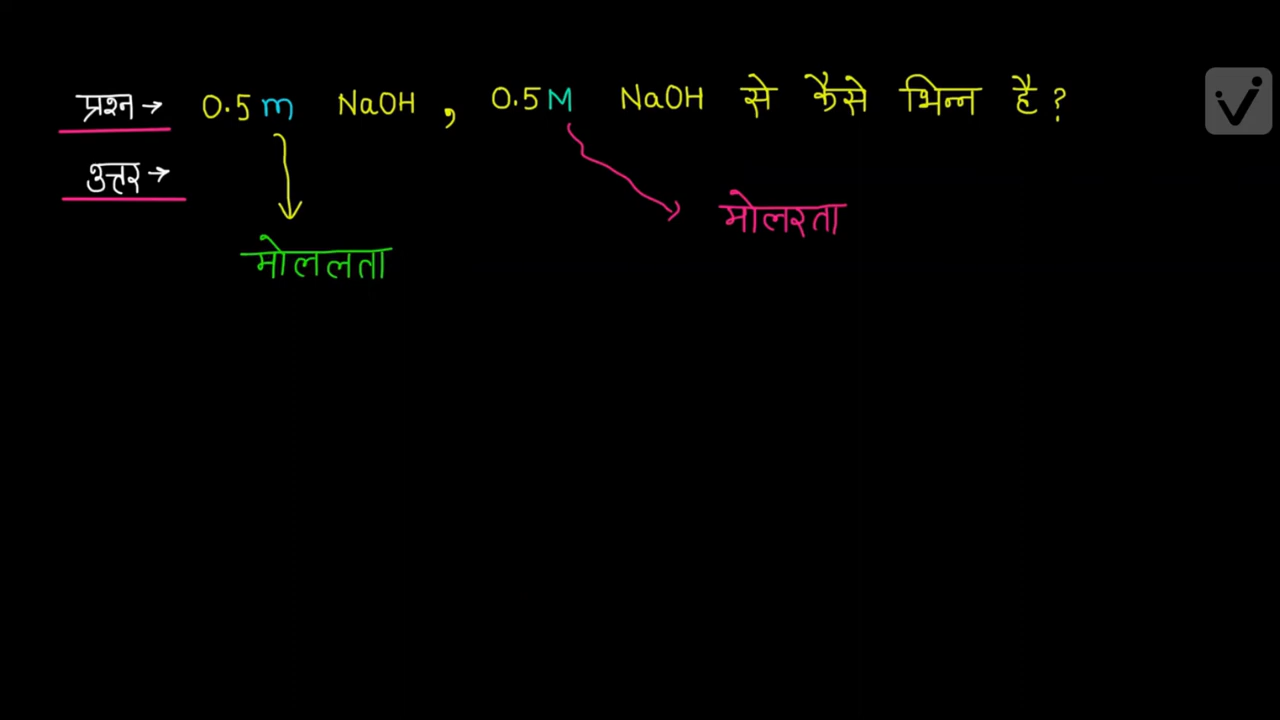 प्रश्न → 0.5 m NaOH , 0.5 M NaOH से कैसे भिन्न है ?
उत्तर →
मोललता
मोलरता